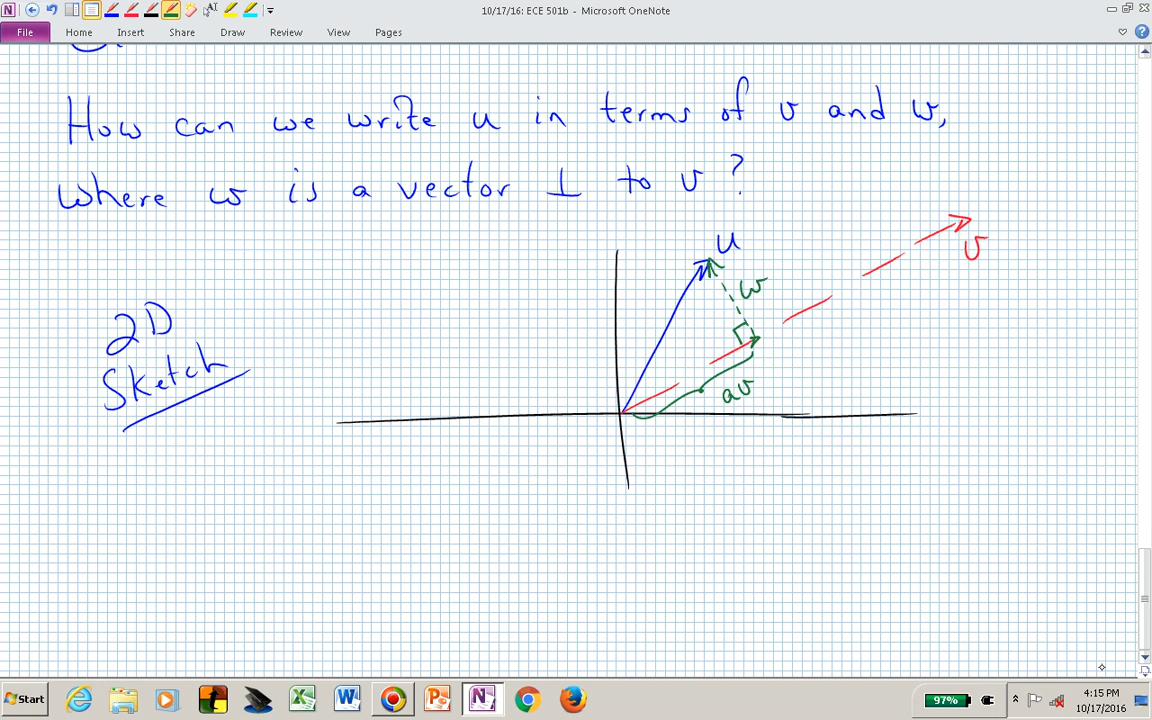 10/17/16: ECE 501b - Microsoft OneNote
File Home Insert Share Draw Review View Pages
How can we write u in terms of v and w,
where w is a vector ⊥ to v?
u
v
w
2D
Sketch
av
Start
97%
4:15 PM
10/17/2016